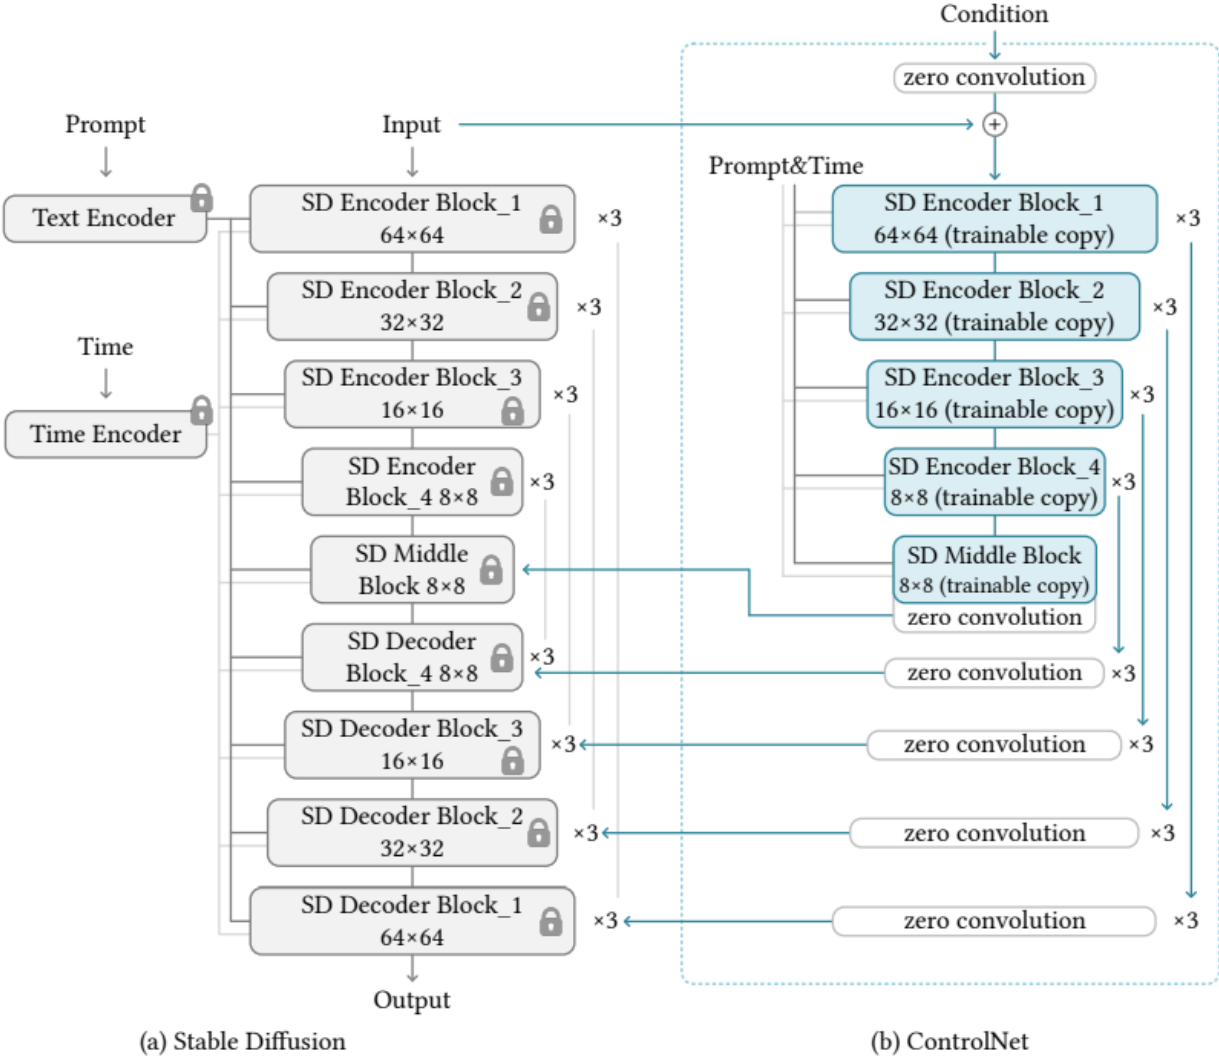 Condition
zero convolution
Prompt
Input
Prompt&Time
Text Encoder
SD Encoder Block_1
64×64
×3
SD Encoder Block_1
64×64 (trainable copy)
×3
SD Encoder Block_2
32×32
×3
SD Encoder Block_2
32×32 (trainable copy)
×3
Time
SD Encoder Block_3
16×16
×3
SD Encoder Block_3
16×16 (trainable copy)
×3
Time Encoder
SD Encoder
Block_4 8×8
×3
SD Encoder Block_4
8×8 (trainable copy)
×3
SD Middle
Block 8×8
SD Middle Block
8×8 (trainable copy)
zero convolution
SD Decoder
Block_4 8×8
×3
zero convolution
×3
SD Decoder Block_3
16×16
×3
zero convolution
×3
SD Decoder Block_2
32×32
×3
zero convolution
×3
SD Decoder Block_1
64×64
×3
zero convolution
×3
Output
(a) Stable Diffusion
(b) ControlNet